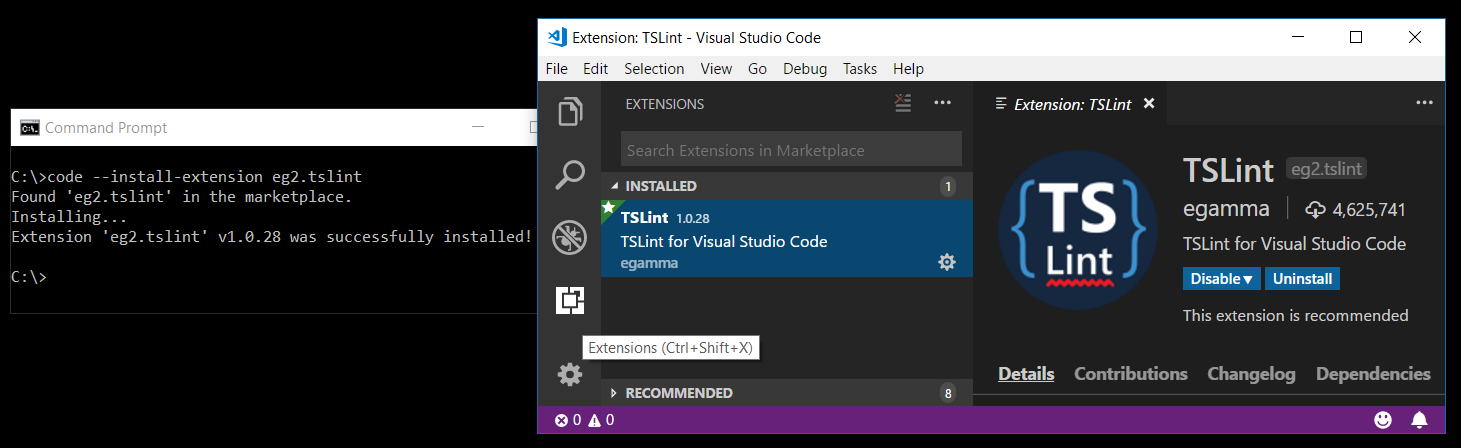 Command Prompt
C:\>code --install-extension eg2.tslint
Found 'eg2.tslint' in the marketplace.
Installing...
Extension 'eg2.tslint' v1.0.28 was successfully installed!
C:\>
Extension: TSLint - Visual Studio Code
File Edit Selection View Go Debug Tasks Help
EXTENSIONS
Search Extensions in Marketplace
INSTALLED 1
TSLint 1.0.28
TSLint for Visual Studio Code
egamma
Extensions (Ctrl+Shift+X)
RECOMMENDED 8
Extension: TSLint
{TS}
Lint
TSLint eg2.tslint
egamma 4,625,741
TSLint for Visual Studio Code
Disable Uninstall
This extension is recommended
Details Contributions Changelog Dependencies
0 0